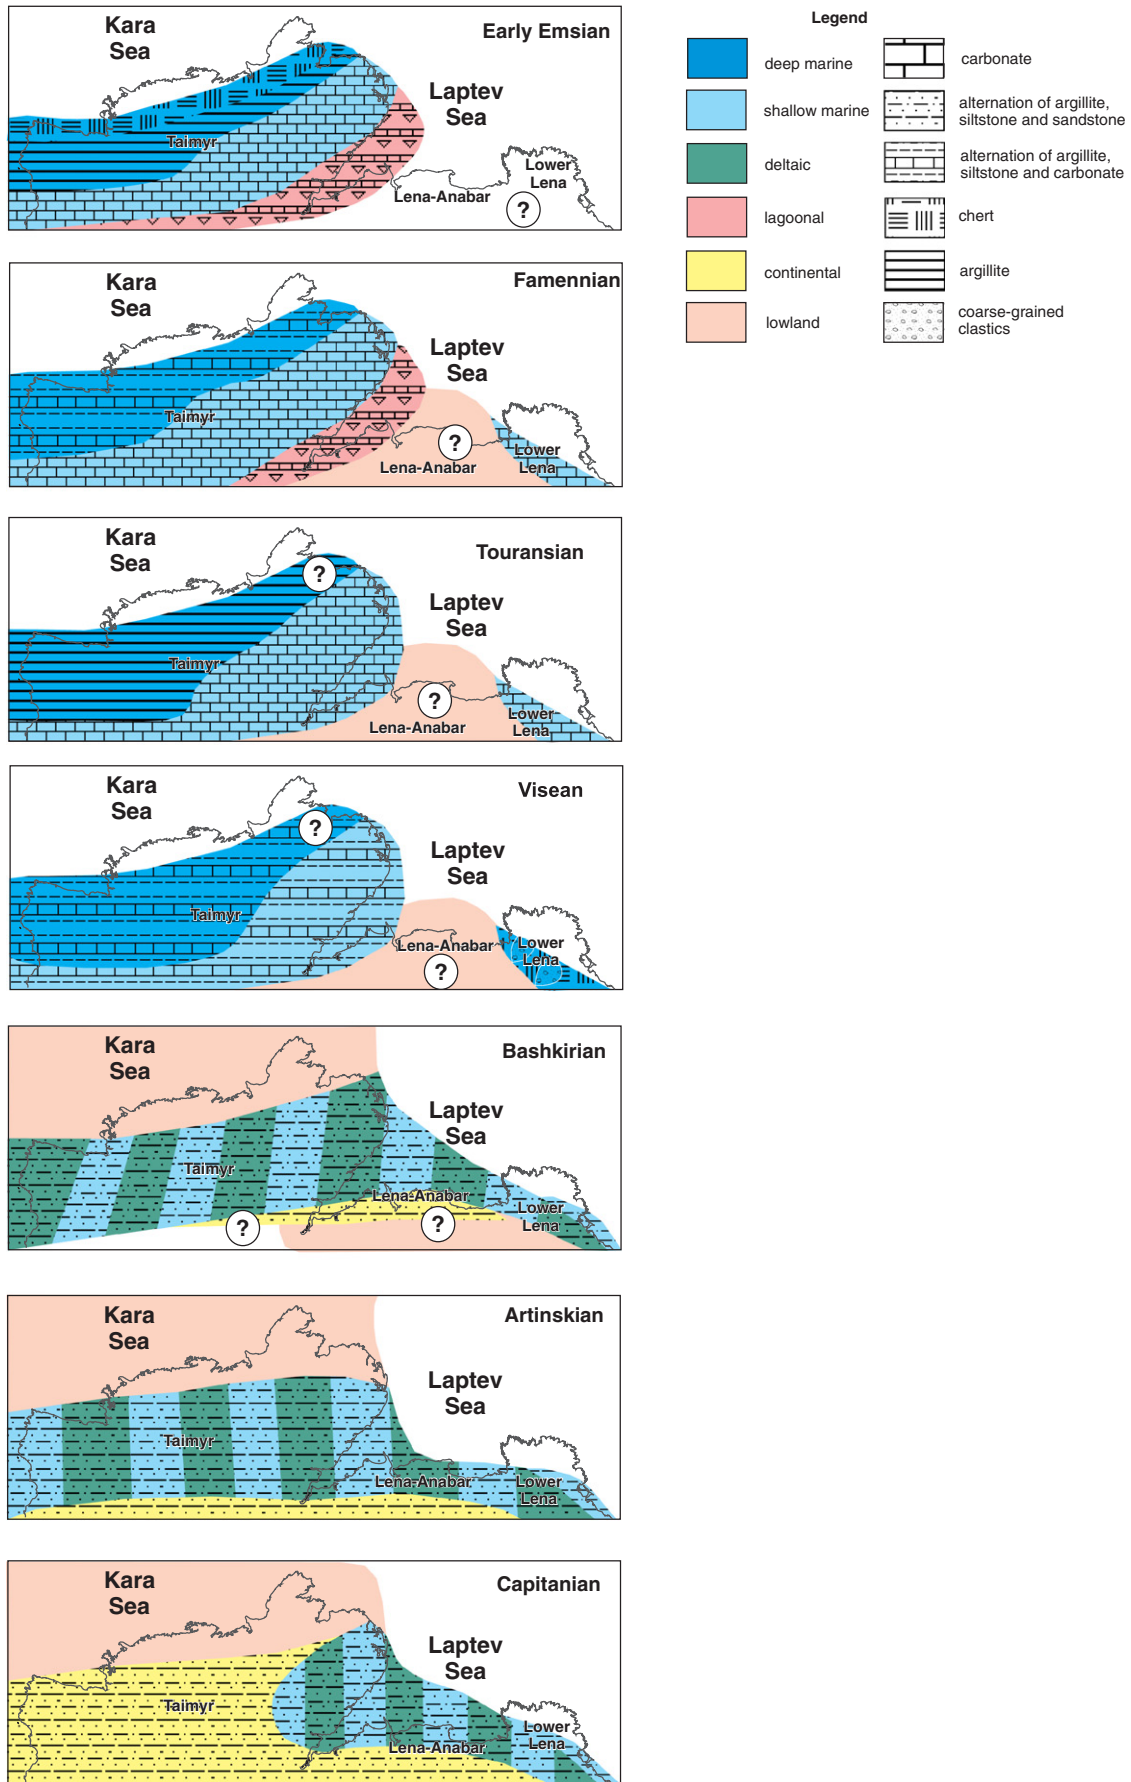 Kara
Sea
Early Emsian
Laptev
Sea
Taimyr
Lower
Lena
Lena-Anabar
?
Legend
deep marine
carbonate
shallow marine
alternation of argillite,
siltstone and sandstone
deltaic
alternation of argillite,
siltstone and carbonate
lagoonal
chert
continental
argillite
lowland
coarse-grained
clastics
Kara
Sea
Famennian
Laptev
Sea
Taimyr
?
Lower
Lena
Lena-Anabar
Kara
Sea
Touransian
?
Laptev
Sea
Taimyr
?
Lower
Lena
Lena-Anabar
Kara
Sea
Visean
?
Laptev
Sea
Taimyr
Lena-Anabar
Lower
Lena
?
Kara
Sea
Bashkirian
Laptev
Sea
Taimyr
Lena-Anabar
Lower
Lena
?
?
Kara
Sea
Artinskian
Laptev
Sea
Taimyr
Lena-Anabar
Lower
Lena
Kara
Sea
Capitanian
Laptev
Sea
Taimyr
Lower
Lena
Lena-Anabar